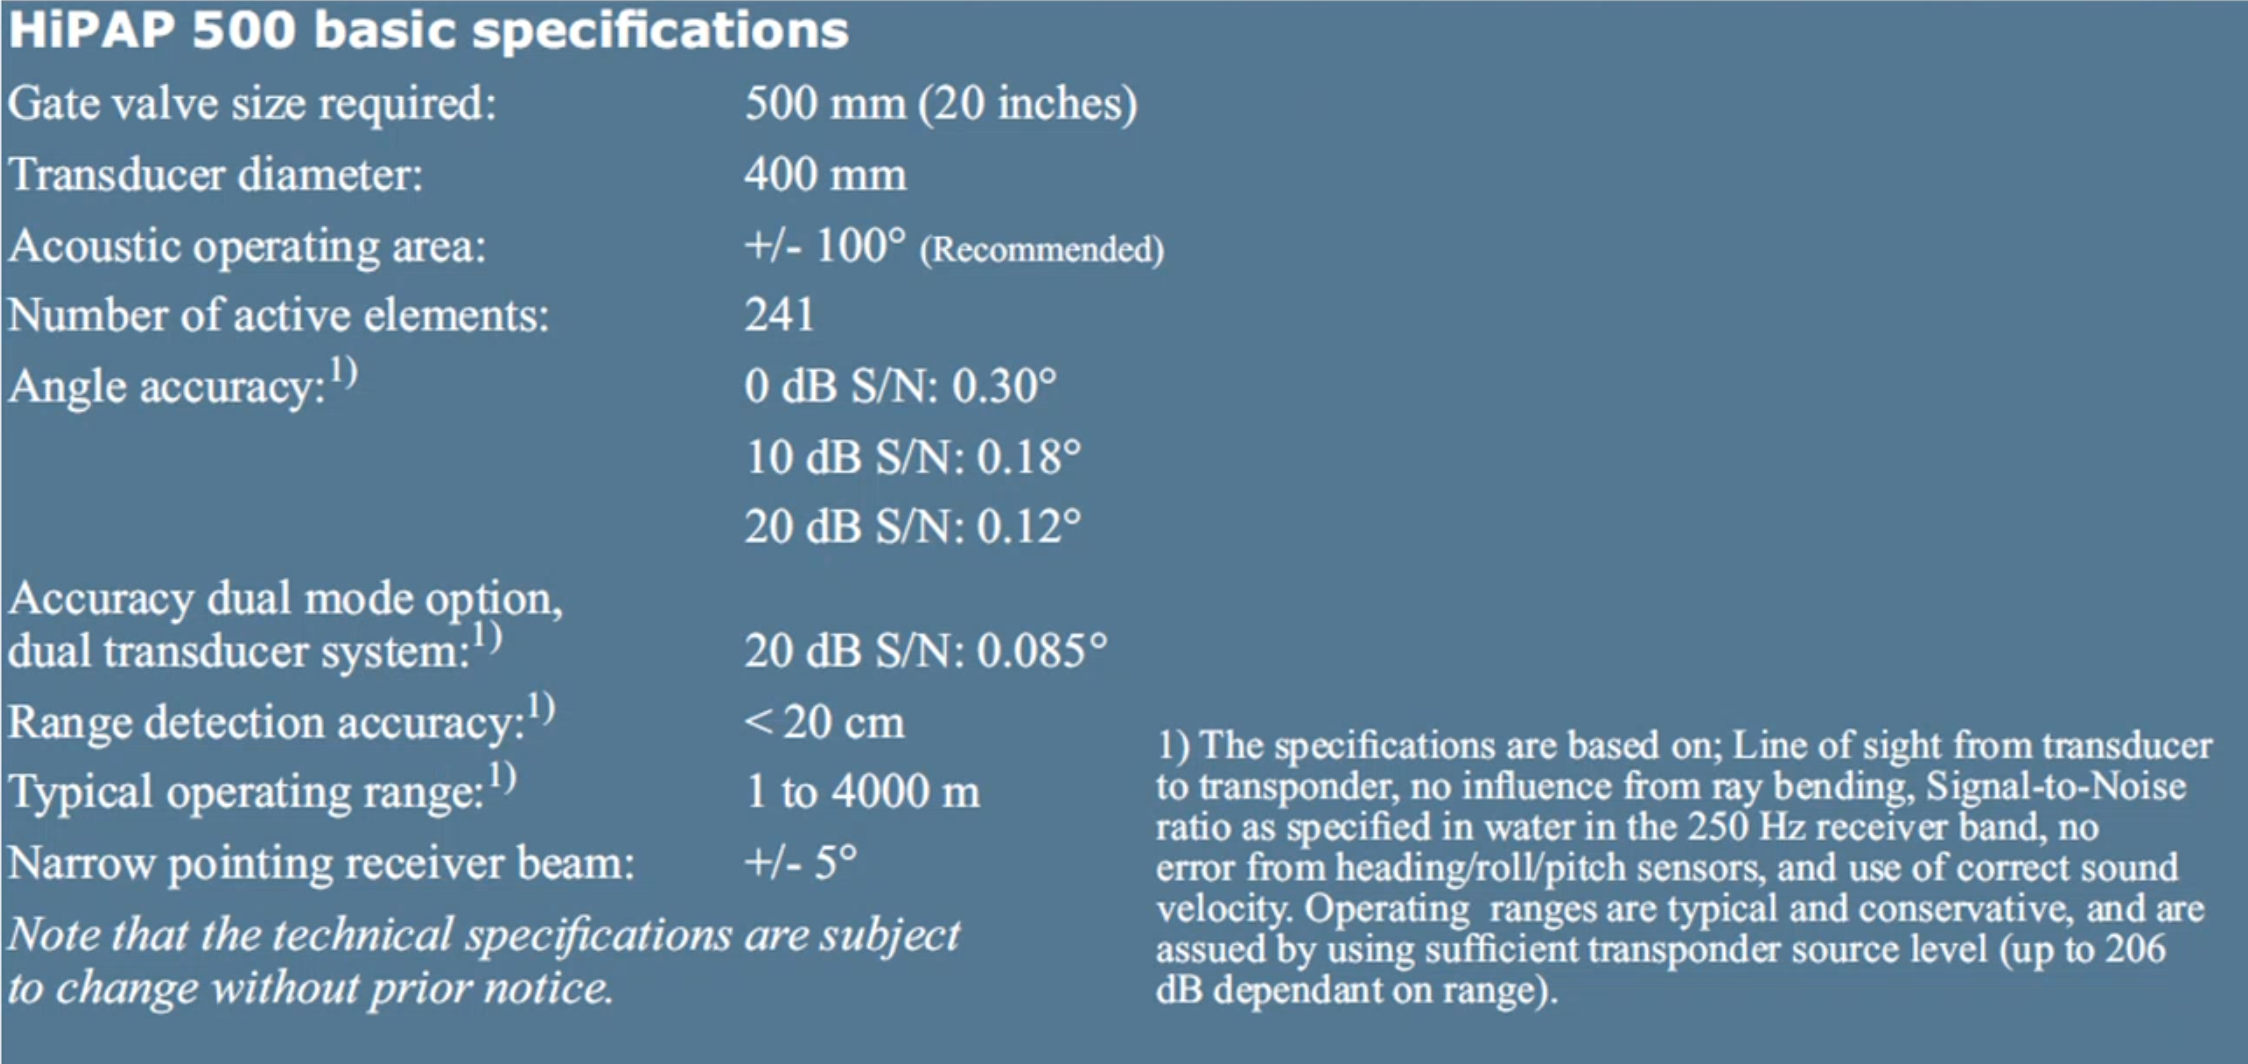 HiPAP 500 basic specifications
Gate valve size required: 500 mm (20 inches)
Transducer diameter: 400 mm
Acoustic operating area: +/- 100° (Recommended)
Number of active elements: 241
Angle accuracy:1) 0 dB S/N: 0.30°
10 dB S/N: 0.18°
20 dB S/N: 0.12°
Accuracy dual mode option,
dual transducer system:1) 20 dB S/N: 0.085°
Range detection accuracy:1) < 20 cm
Typical operating range:1) 1 to 4000 m
Narrow pointing receiver beam: +/- 5°
Note that the technical specifications are subject
to change without prior notice.
1) The specifications are based on; Line of sight from transducer
to transponder, no influence from ray bending, Signal-to-Noise
ratio as specified in water in the 250 Hz receiver band, no
error from heading/roll/pitch sensors, and use of correct sound
velocity. Operating ranges are typical and conservative, and are
assued by using sufficient transponder source level (up to 206
dB dependant on range).